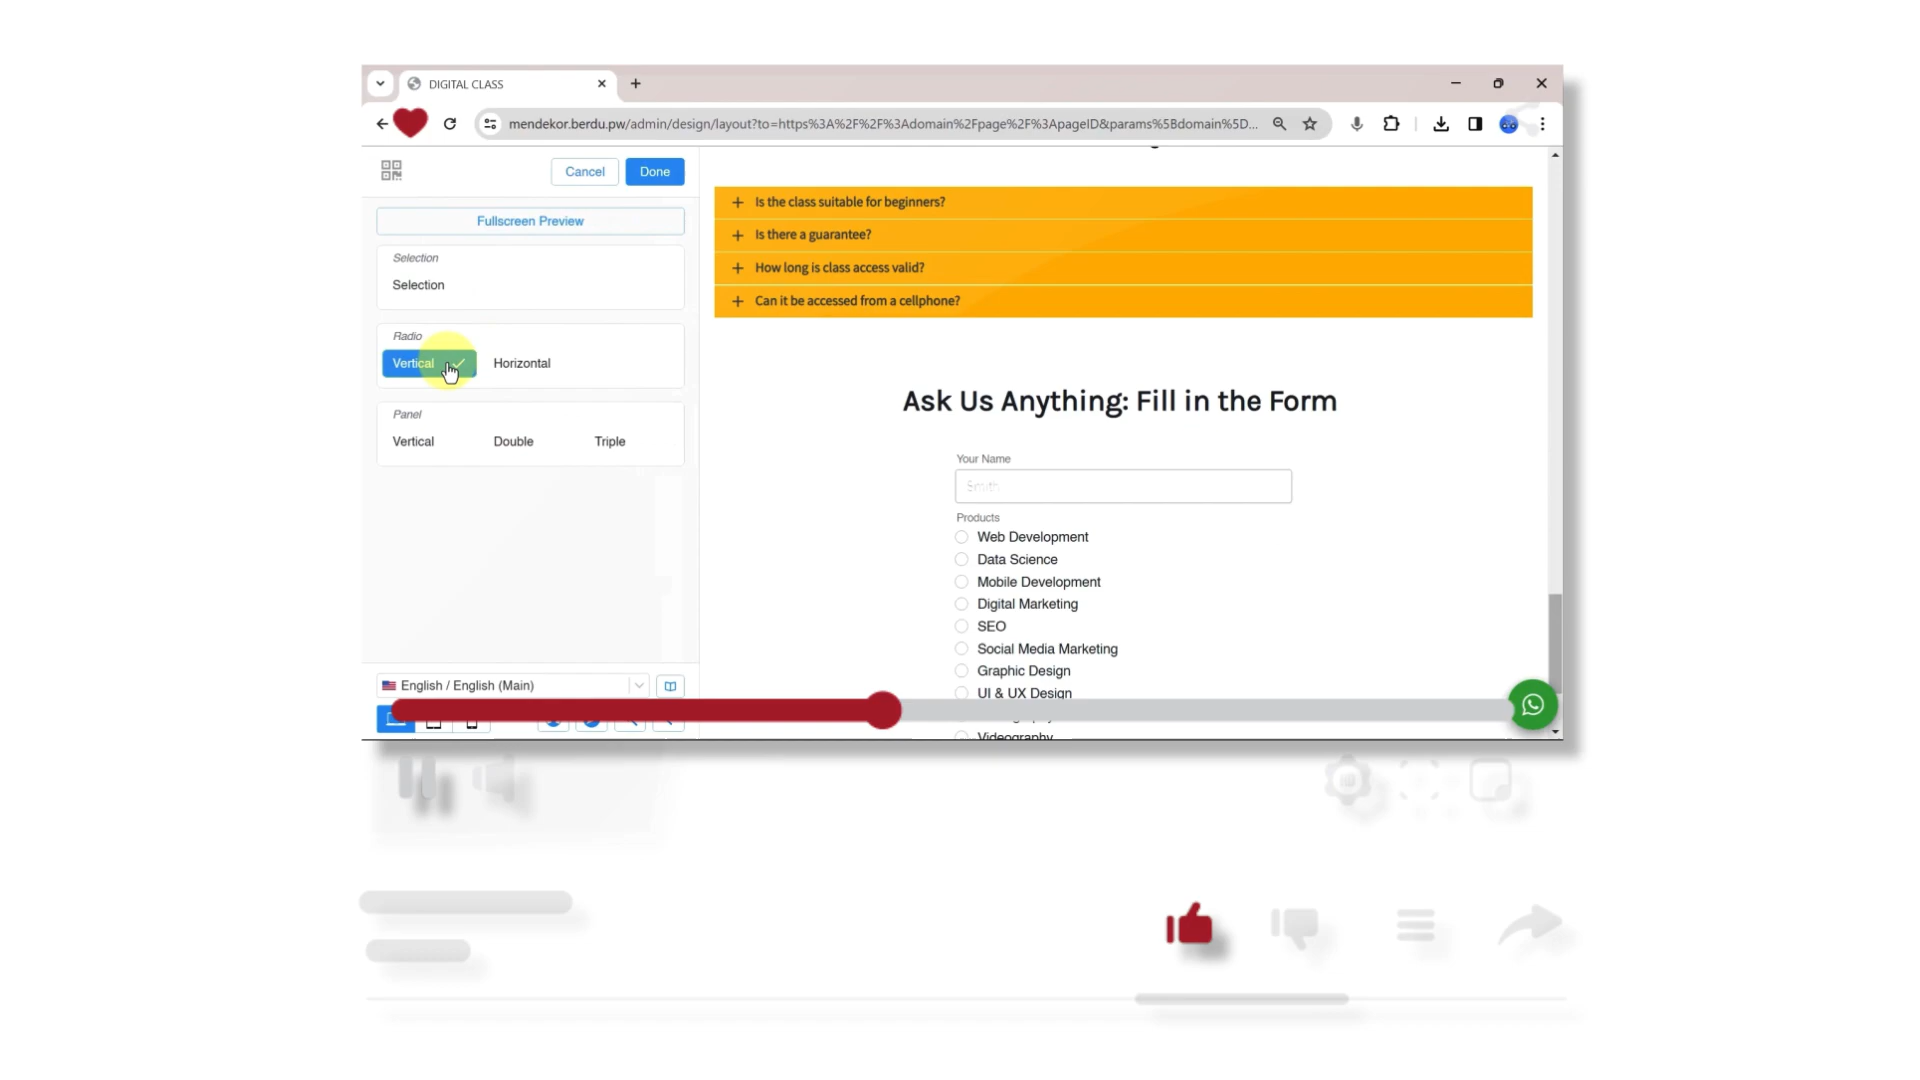 DIGITAL CLASS
mendekor.berdu.pw/admin/design/layout?to=https%3A%2F%2F%3Adomain%2Fpage%2F%3ApageID&params%5Bdomain%5D...
Cancel
Done
Fullscreen Preview
Selection
Selection
Radio
Vertical
Horizontal
Panel
Vertical
Double
Triple
English / English (Main)
Is the class suitable for beginners?
Is there a guarantee?
How long is class access valid?
Can it be accessed from a cellphone?
Ask Us Anything: Fill in the Form
Your Name
Smith
Products
Web Development
Data Science
Mobile Development
Digital Marketing
SEO
Social Media Marketing
Graphic Design
UI & UX Design
Videography
HD